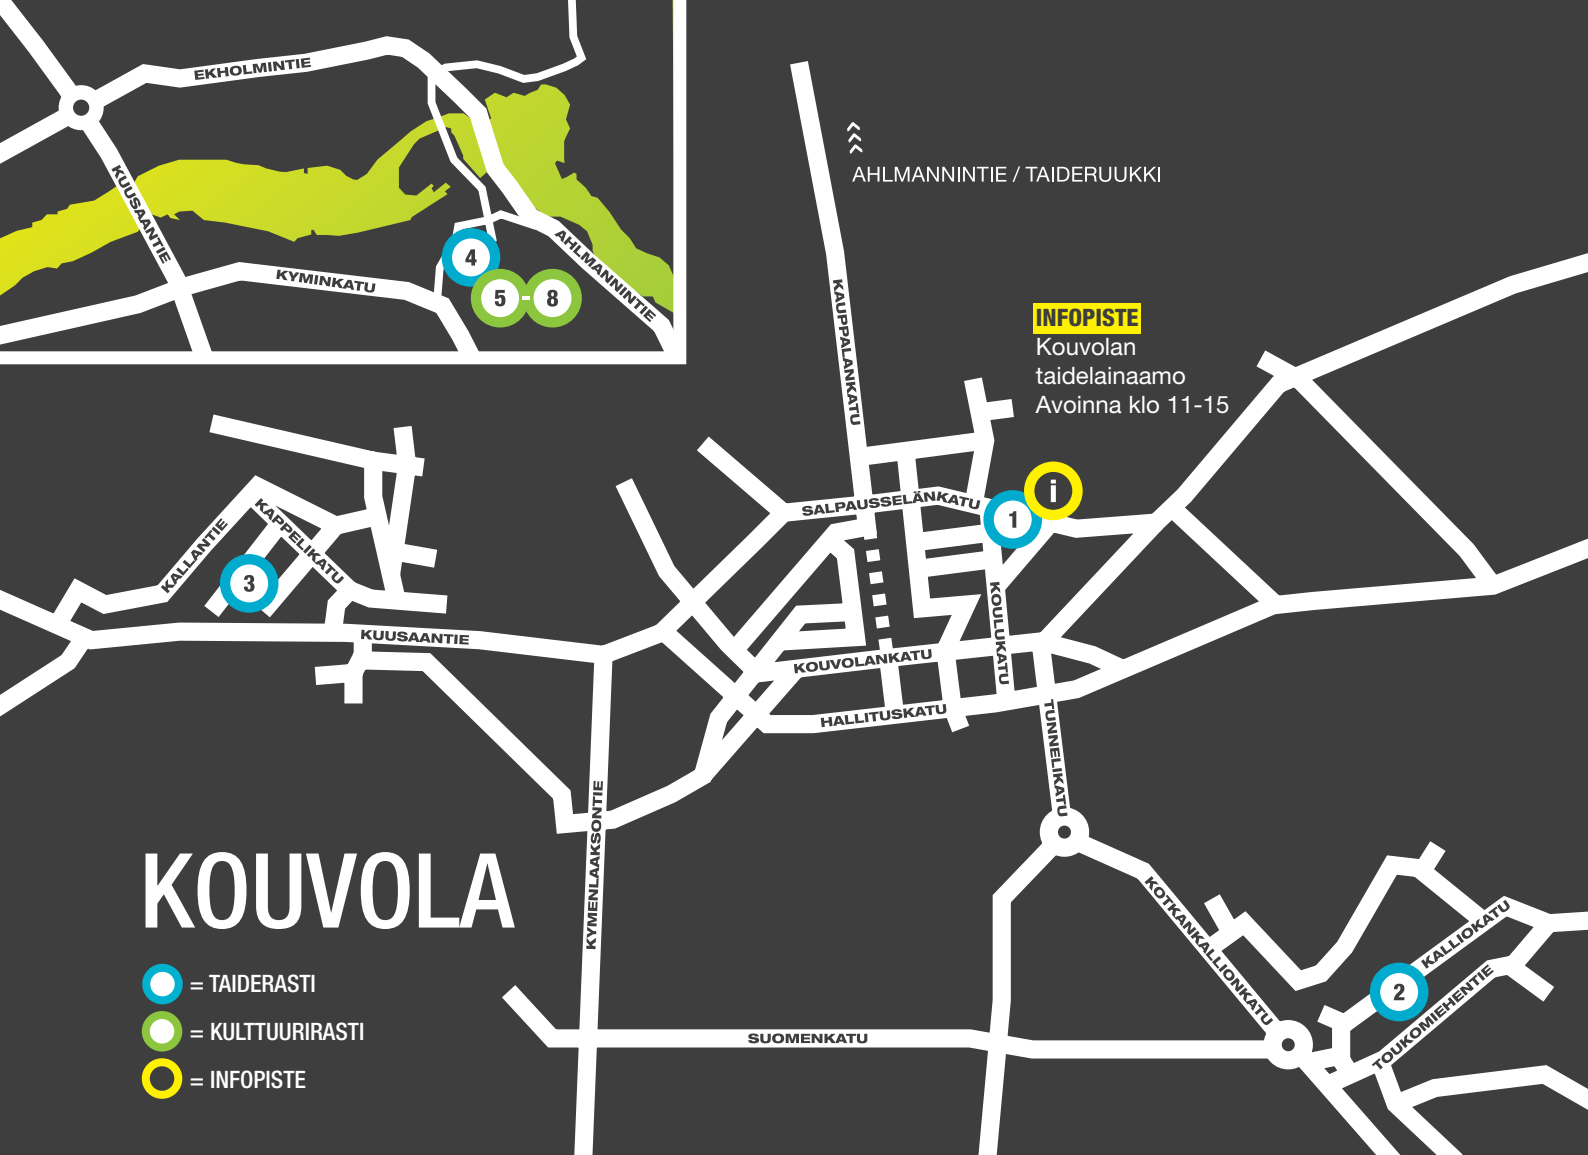 EKHOLMINTIE
KUUSAANTIE
KYMINKATU
AHLMANNINTIE
4
5 - 8
AHLMANNINTIE / TAIDERUUKKI
KAUPPALANKATU
INFOPISTE
Kouvolan
taidelainaamo
Avoinna klo 11-15
SALPAUSSELÄNKATU
i
1
KALLANTIE
KAPPELIKATU
3
KUUSAANTIE
KOULUKATU
KOUVOLANKATU
HALLITUSKATU
TUNNELIKATU
KYMENLAAKSONTIE
KOTKANKALLIONKATU
KALLIOKATU
2
TOUKOMIEHENTIE
SUOMENKATU
KOUVOLA
= TAIDERASTI
= KULTTUURIRASTI
= INFOPISTE